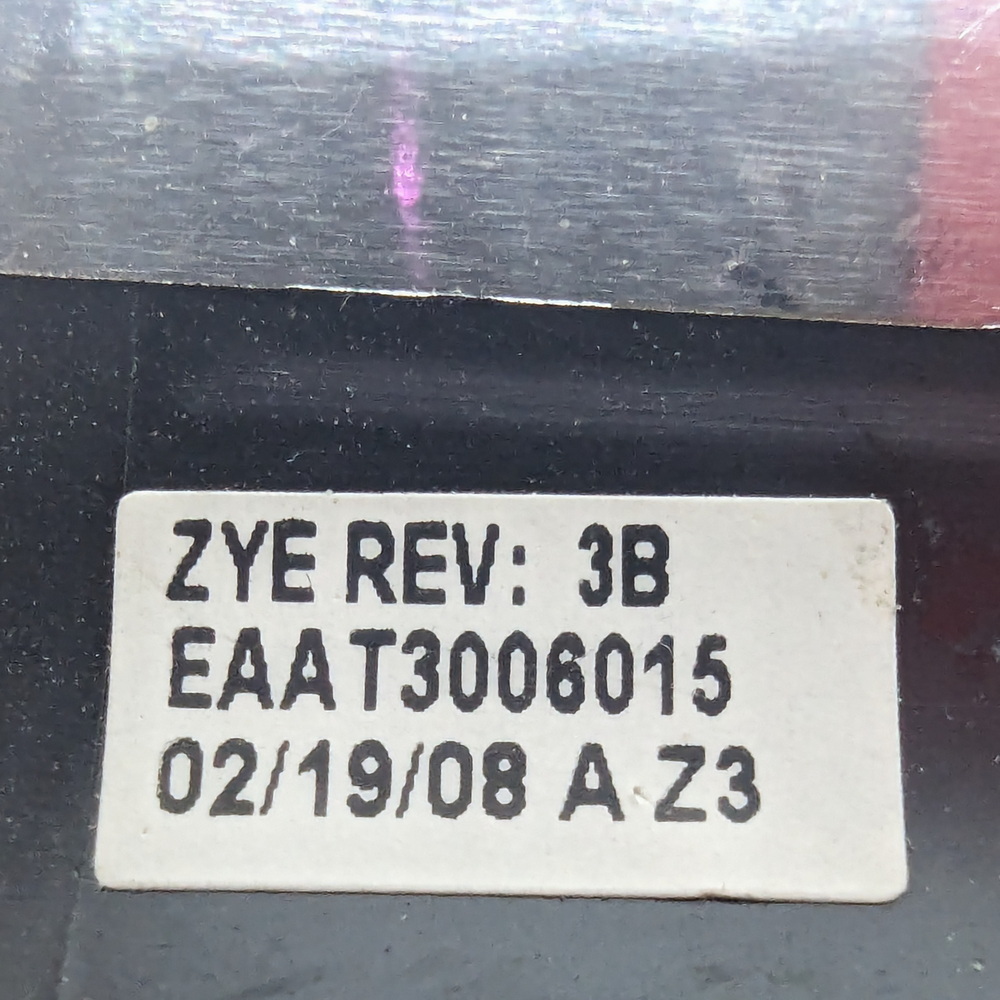 ZYE REV: 3B
EAAT3006015
02/19/08 A Z3